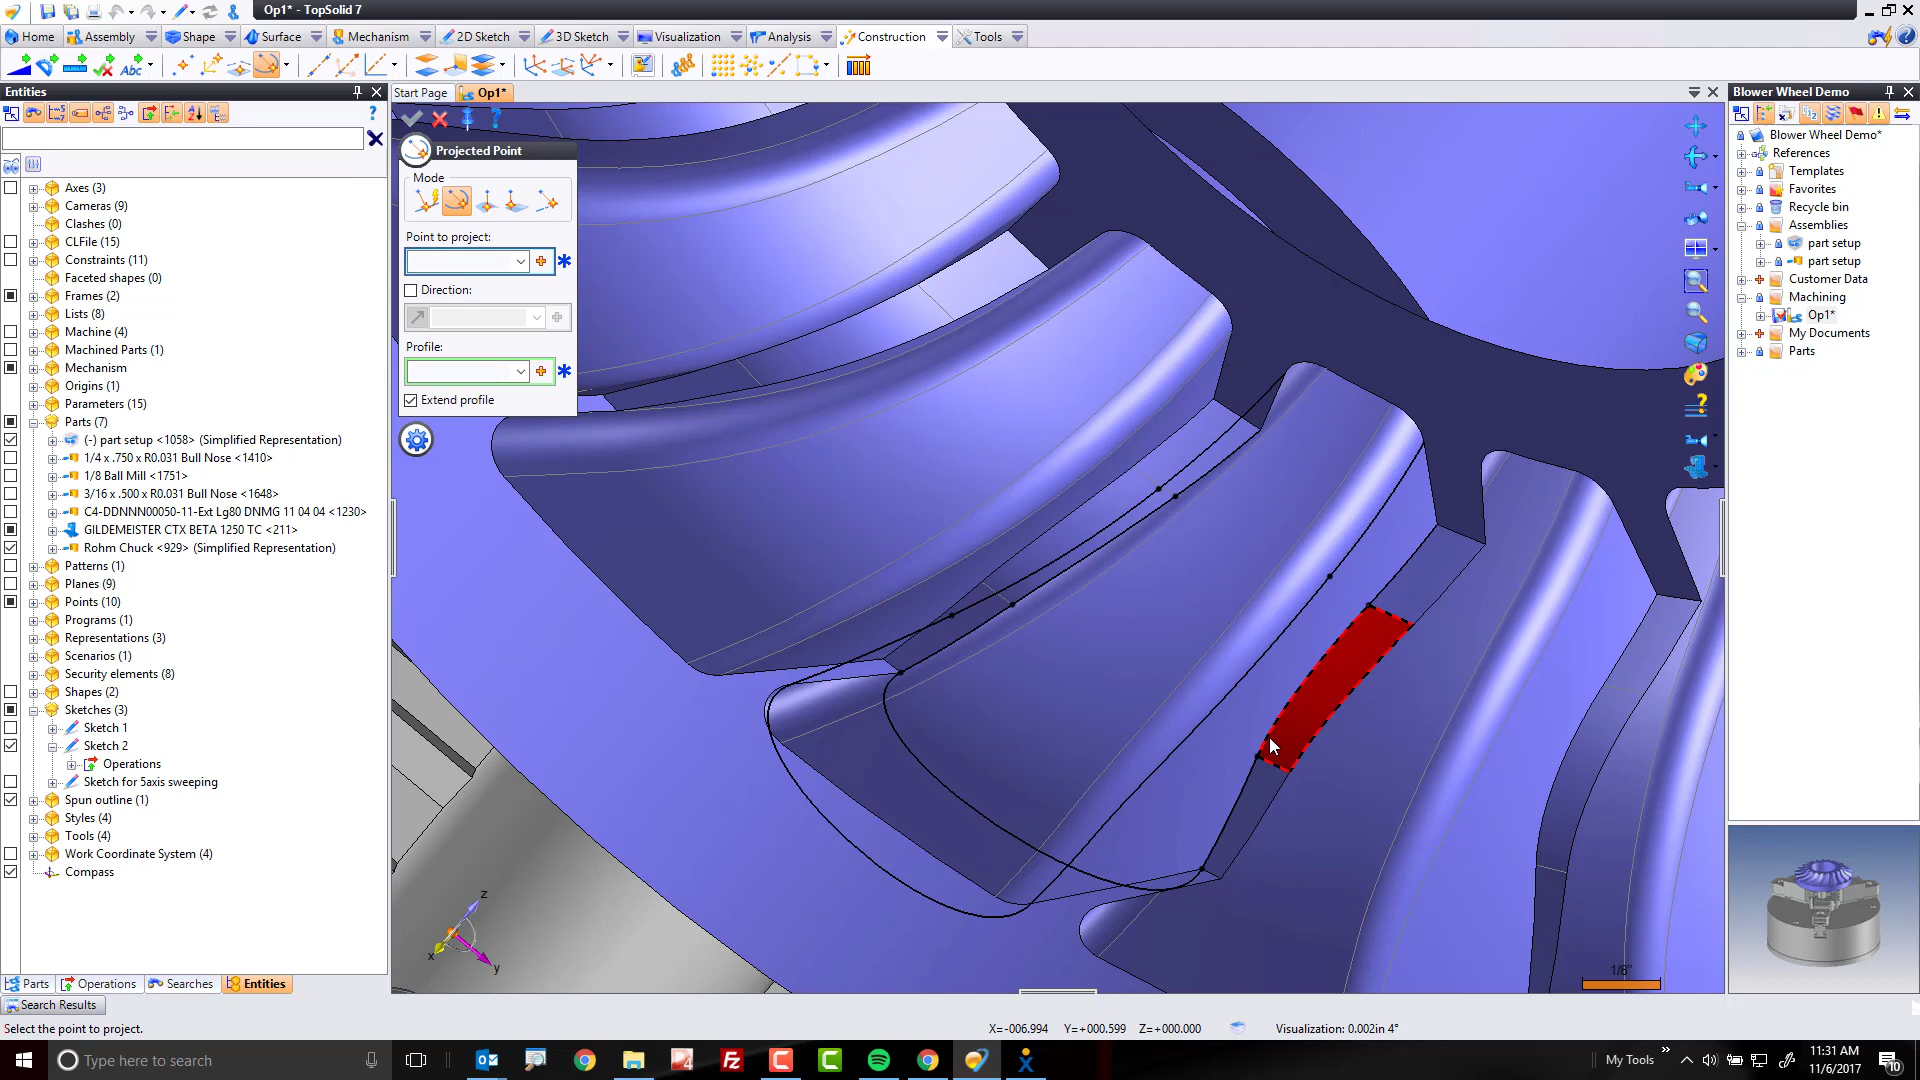 Op1* - TopSolid 7
Home
Assembly
Shape
Surface
Mechanism
2D Sketch
3D Sketch
Visualization
Analysis
Construction
Tools
Abc
Entities
Start Page
Op1*
Blower Wheel Demo
Projected Point
Mode
Point to project:
Direction:
Profile:
Extend profile
Axes (3)
Cameras (9)
Clashes (0)
CLFile (15)
Constraints (11)
Faceted shapes (0)
Frames (2)
Lists (8)
Machine (4)
Machined Parts (1)
Mechanism
Origins (1)
Parameters (15)
Parts (7)
(-) part setup <1058> (Simplified Representation)
1/4 x .750 x R0.031 Bull Nose <1410>
1/8 Ball Mill <1751>
3/16 x .500 x R0.031 Bull Nose <1648>
C4-DDNNN00050-11-Ext Lg80 DNMG 11 04 04 <1230>
GILDEMEISTER CTX BETA 1250 TC <211>
Rohm Chuck <929> (Simplified Representation)
Patterns (1)
Planes (9)
Points (10)
Programs (1)
Representations (3)
Scenarios (1)
Security elements (8)
Shapes (2)
Sketches (3)
Sketch 1
Sketch 2
Operations
Sketch for 5axis sweeping
Spun outline (1)
Styles (4)
Tools (4)
Work Coordinate System (4)
Compass
Parts
Operations
Searches
Entities
Search Results
Select the point to project.
z
x
y
1/8"
Blower Wheel Demo*
References
Templates
Favorites
Recycle bin
Assemblies
part setup
part setup
Customer Data
Machining
Op1*
My Documents
Parts
X=-006.994 Y=+000.599 Z=+000.000
Visualization: 0.002in 4°
Type here to search
My Tools
11:31 AM
11/6/2017
10